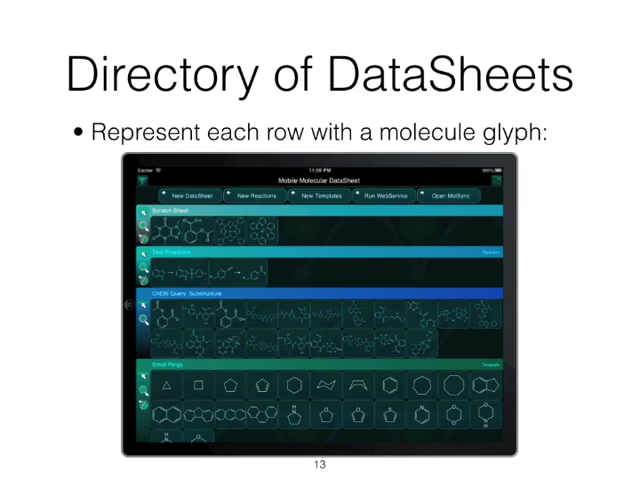 Directory of DataSheets
• Represent each row with a molecule glyph:
Carrier 11:09 PM 100%
Mobile Molecular DataSheet
New DataSheet New Reactions New Templates Run WebService Open MolSync
Scratch Sheet
Test Reactions Reaction
ChEBI Query: Substructure
Small Rings Template
13